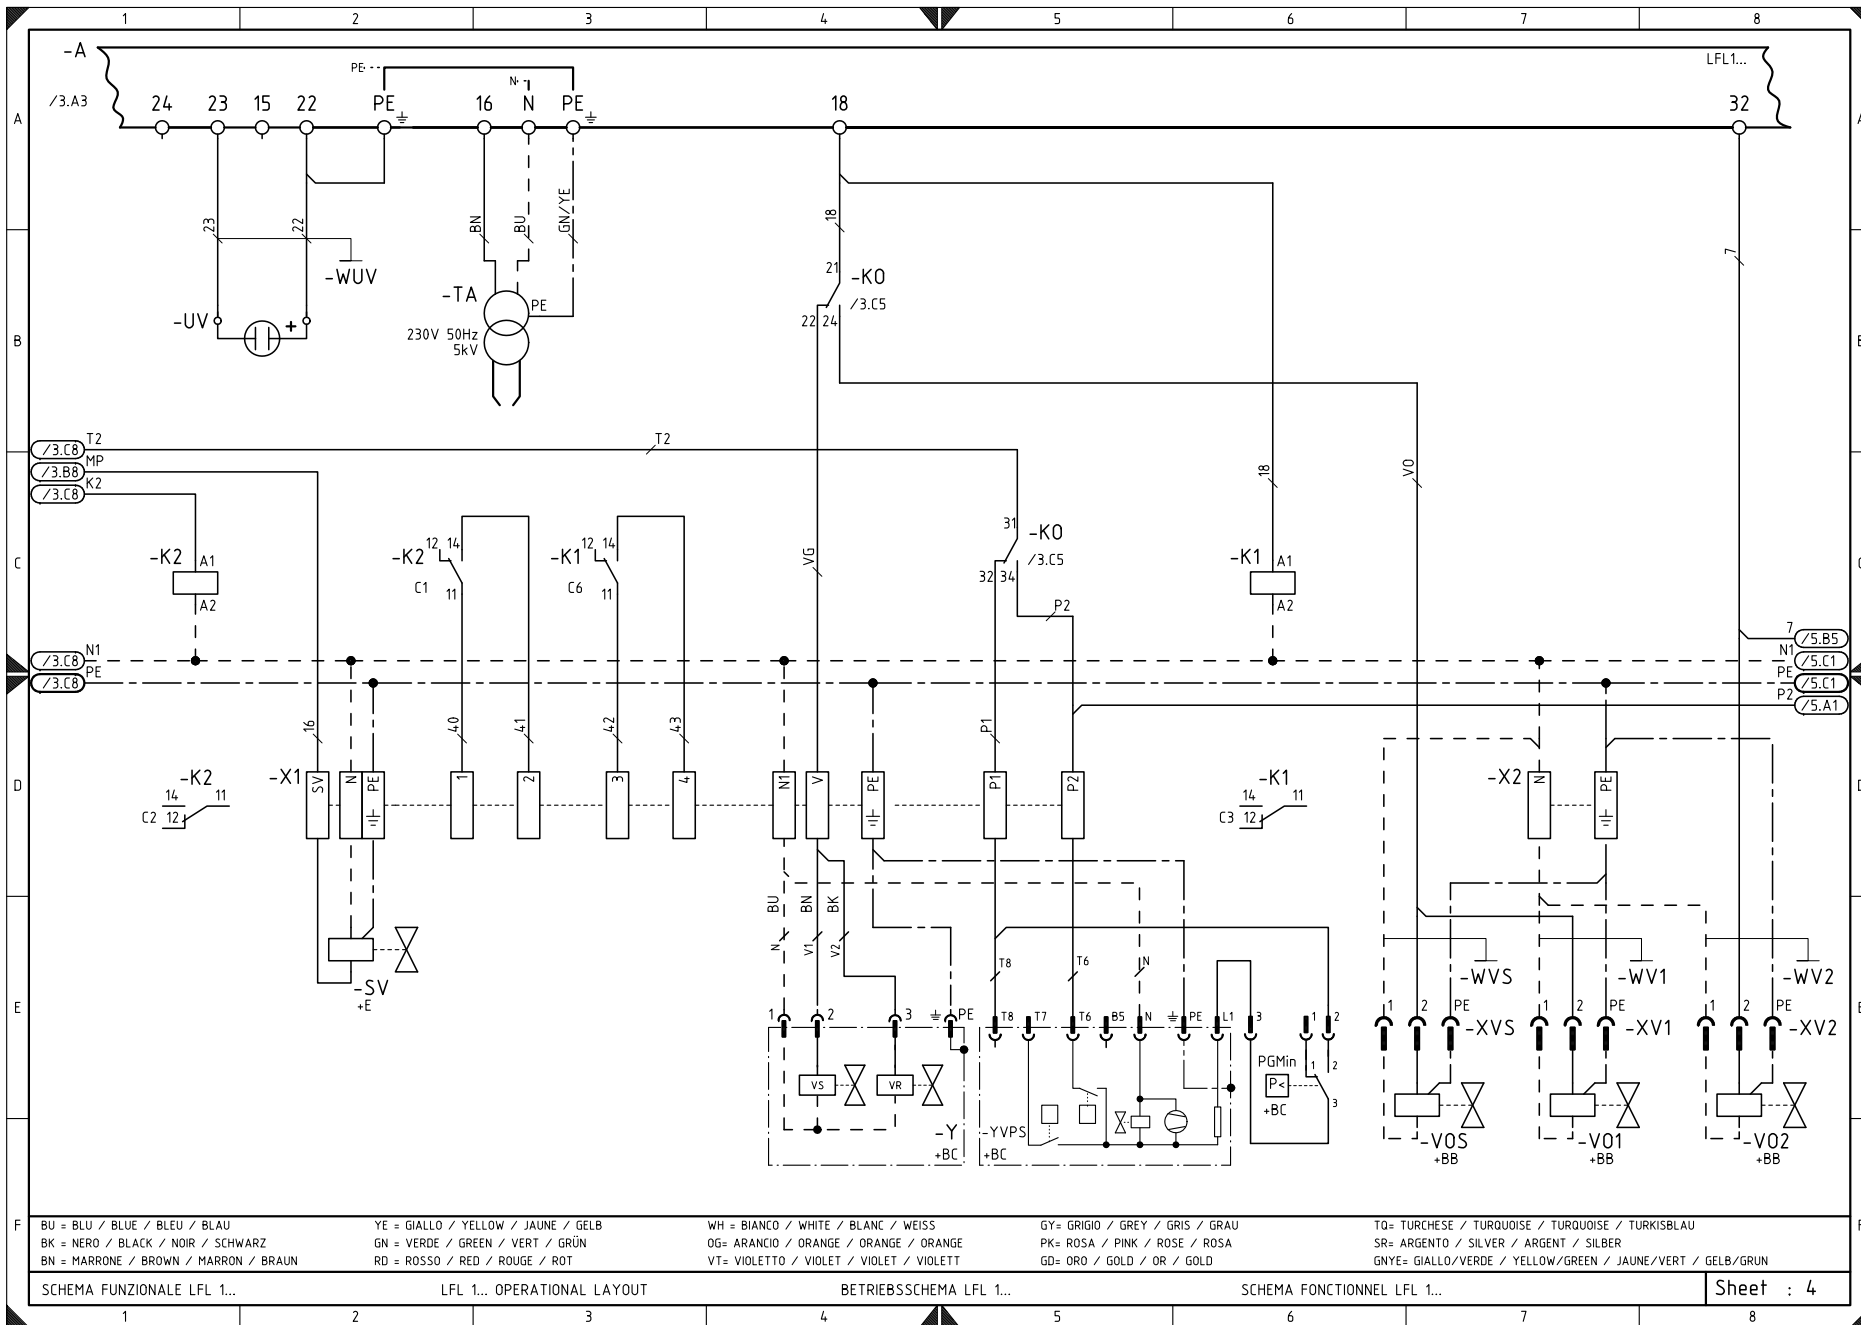 1 2 3 4 5 6 7 8
-A
LFL1...
/3.A3
PE
N
24 23 15 22 PE 16 N PE 18 32
A
23 22 BN BU GN/YE 18 7
-WUV
-TA
PE
21
-K0
/3.C5
22 24
-UV
+
230V 50Hz
5kV
B
/3.C8 T2
T2
/3.B8 MP
/3.C8 K2
18
V0
-K2 A1
A2
-K2 12 14
C1
11
-K1 12 14
C6
11
VG
31
-K0
/3.C5
32 34
P2
-K1 A1
A2
C
7 /5.B5
/3.C8 N1
N1 /5.C1
/3.C8 PE
PE /5.C1
P2 /5.A1
16 40 41 42 43 P1
D
-K2
14 11
C2 12
-X1 SV N PE 1 2 3 4 N1 V PE P1 P2
-K1
14 11
C3 12
-X2 N PE
BU BN BK
N V1 V2
T8 T6 N
-WVS -WV1 -WV2
-SV
+E
E
1 2 3 PE
T8 T7 T6 B5 N PE L1 3 1 2
1 2 PE -XVS
1 2 PE -XV1
1 2 PE -XV2
VS VR
PGMin
P<
+BC
1 2
3
-Y
+BC
-YVPS
+BC
-VOS
+BB
-VO1
+BB
-VO2
+BB
F
BU = BLU / BLUE / BLEU / BLAU
BK = NERO / BLACK / NOIR / SCHWARZ
BN = MARRONE / BROWN / MARRON / BRAUN
YE = GIALLO / YELLOW / JAUNE / GELB
GN = VERDE / GREEN / VERT / GRÜN
RD = ROSSO / RED / ROUGE / ROT
WH = BIANCO / WHITE / BLANC / WEISS
OG= ARANCIO / ORANGE / ORANGE / ORANGE
VT= VIOLETTO / VIOLET / VIOLET / VIOLETT
GY= GRIGIO / GREY / GRIS / GRAU
PK= ROSA / PINK / ROSE / ROSA
GD= ORO / GOLD / OR / GOLD
TQ= TURCHESE / TURQUOISE / TURQUOISE / TURKISBLAU
SR= ARGENTO / SILVER / ARGENT / SILBER
GNYE= GIALLO/VERDE / YELLOW/GREEN / JAUNE/VERT / GELB/GRUN
SCHEMA FUNZIONALE LFL 1...
LFL 1... OPERATIONAL LAYOUT
BETRIEBSSCHEMA LFL 1...
SCHEMA FONCTIONNEL LFL 1...
Sheet : 4
1 2 3 4 5 6 7 8